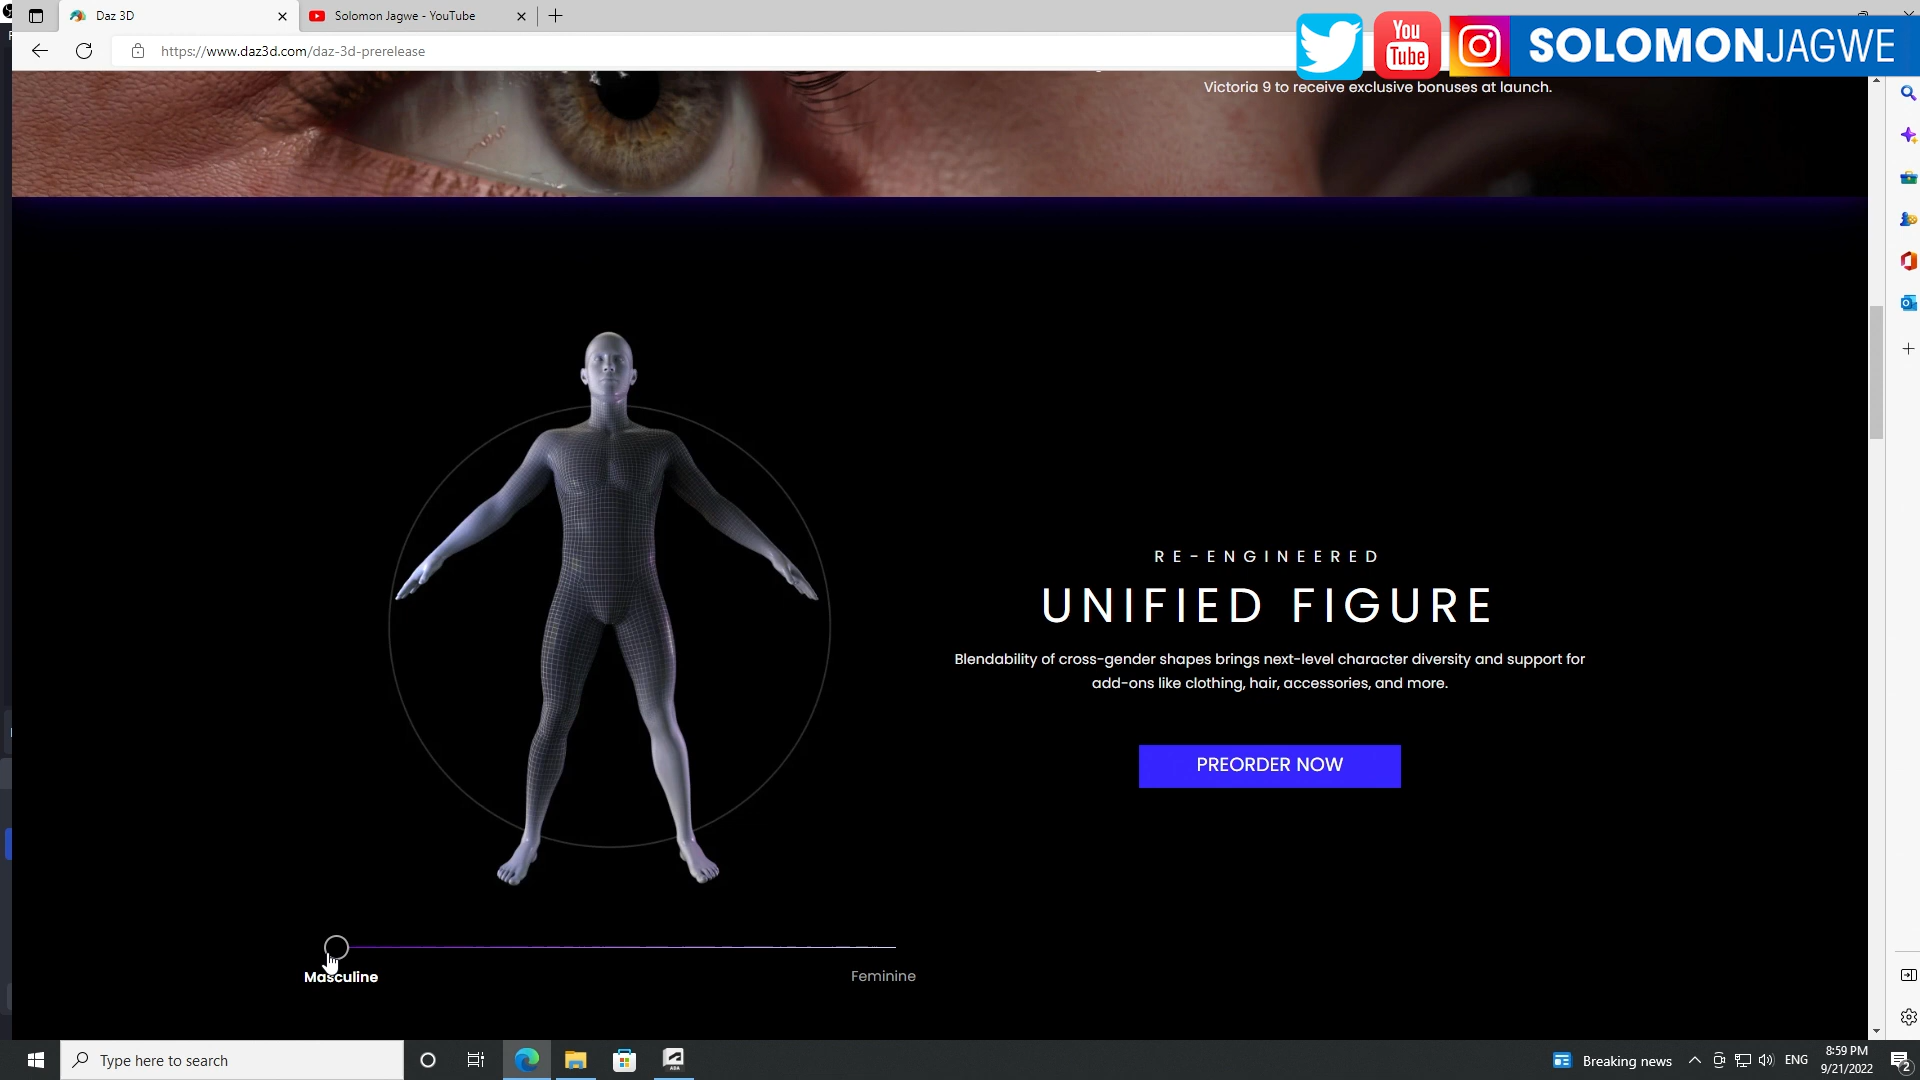 Daz 3D
Solomon Jagwe - YouTube
https://www.daz3d.com/daz-3d-prerelease
You
Tube
SOLOMONJAGWE
Victoria 9 to receive exclusive bonuses at launch.
RE-ENGINEERED
UNIFIED FIGURE
Blendability of cross-gender shapes brings next-level character diversity and support for
add-ons like clothing, hair, accessories, and more.
PREORDER NOW
Masculine
Feminine
Type here to search
Breaking news
ENG
8:59 PM
9/21/2022
2